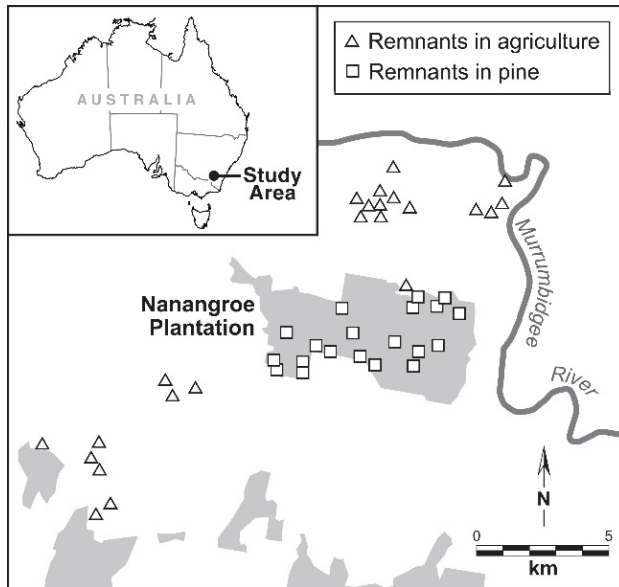 AUSTRALIA
Study
Area
Remnants in agriculture
Remnants in pine
Murrumbidgee
River
Nanangroe
Plantation
N
0 5
km